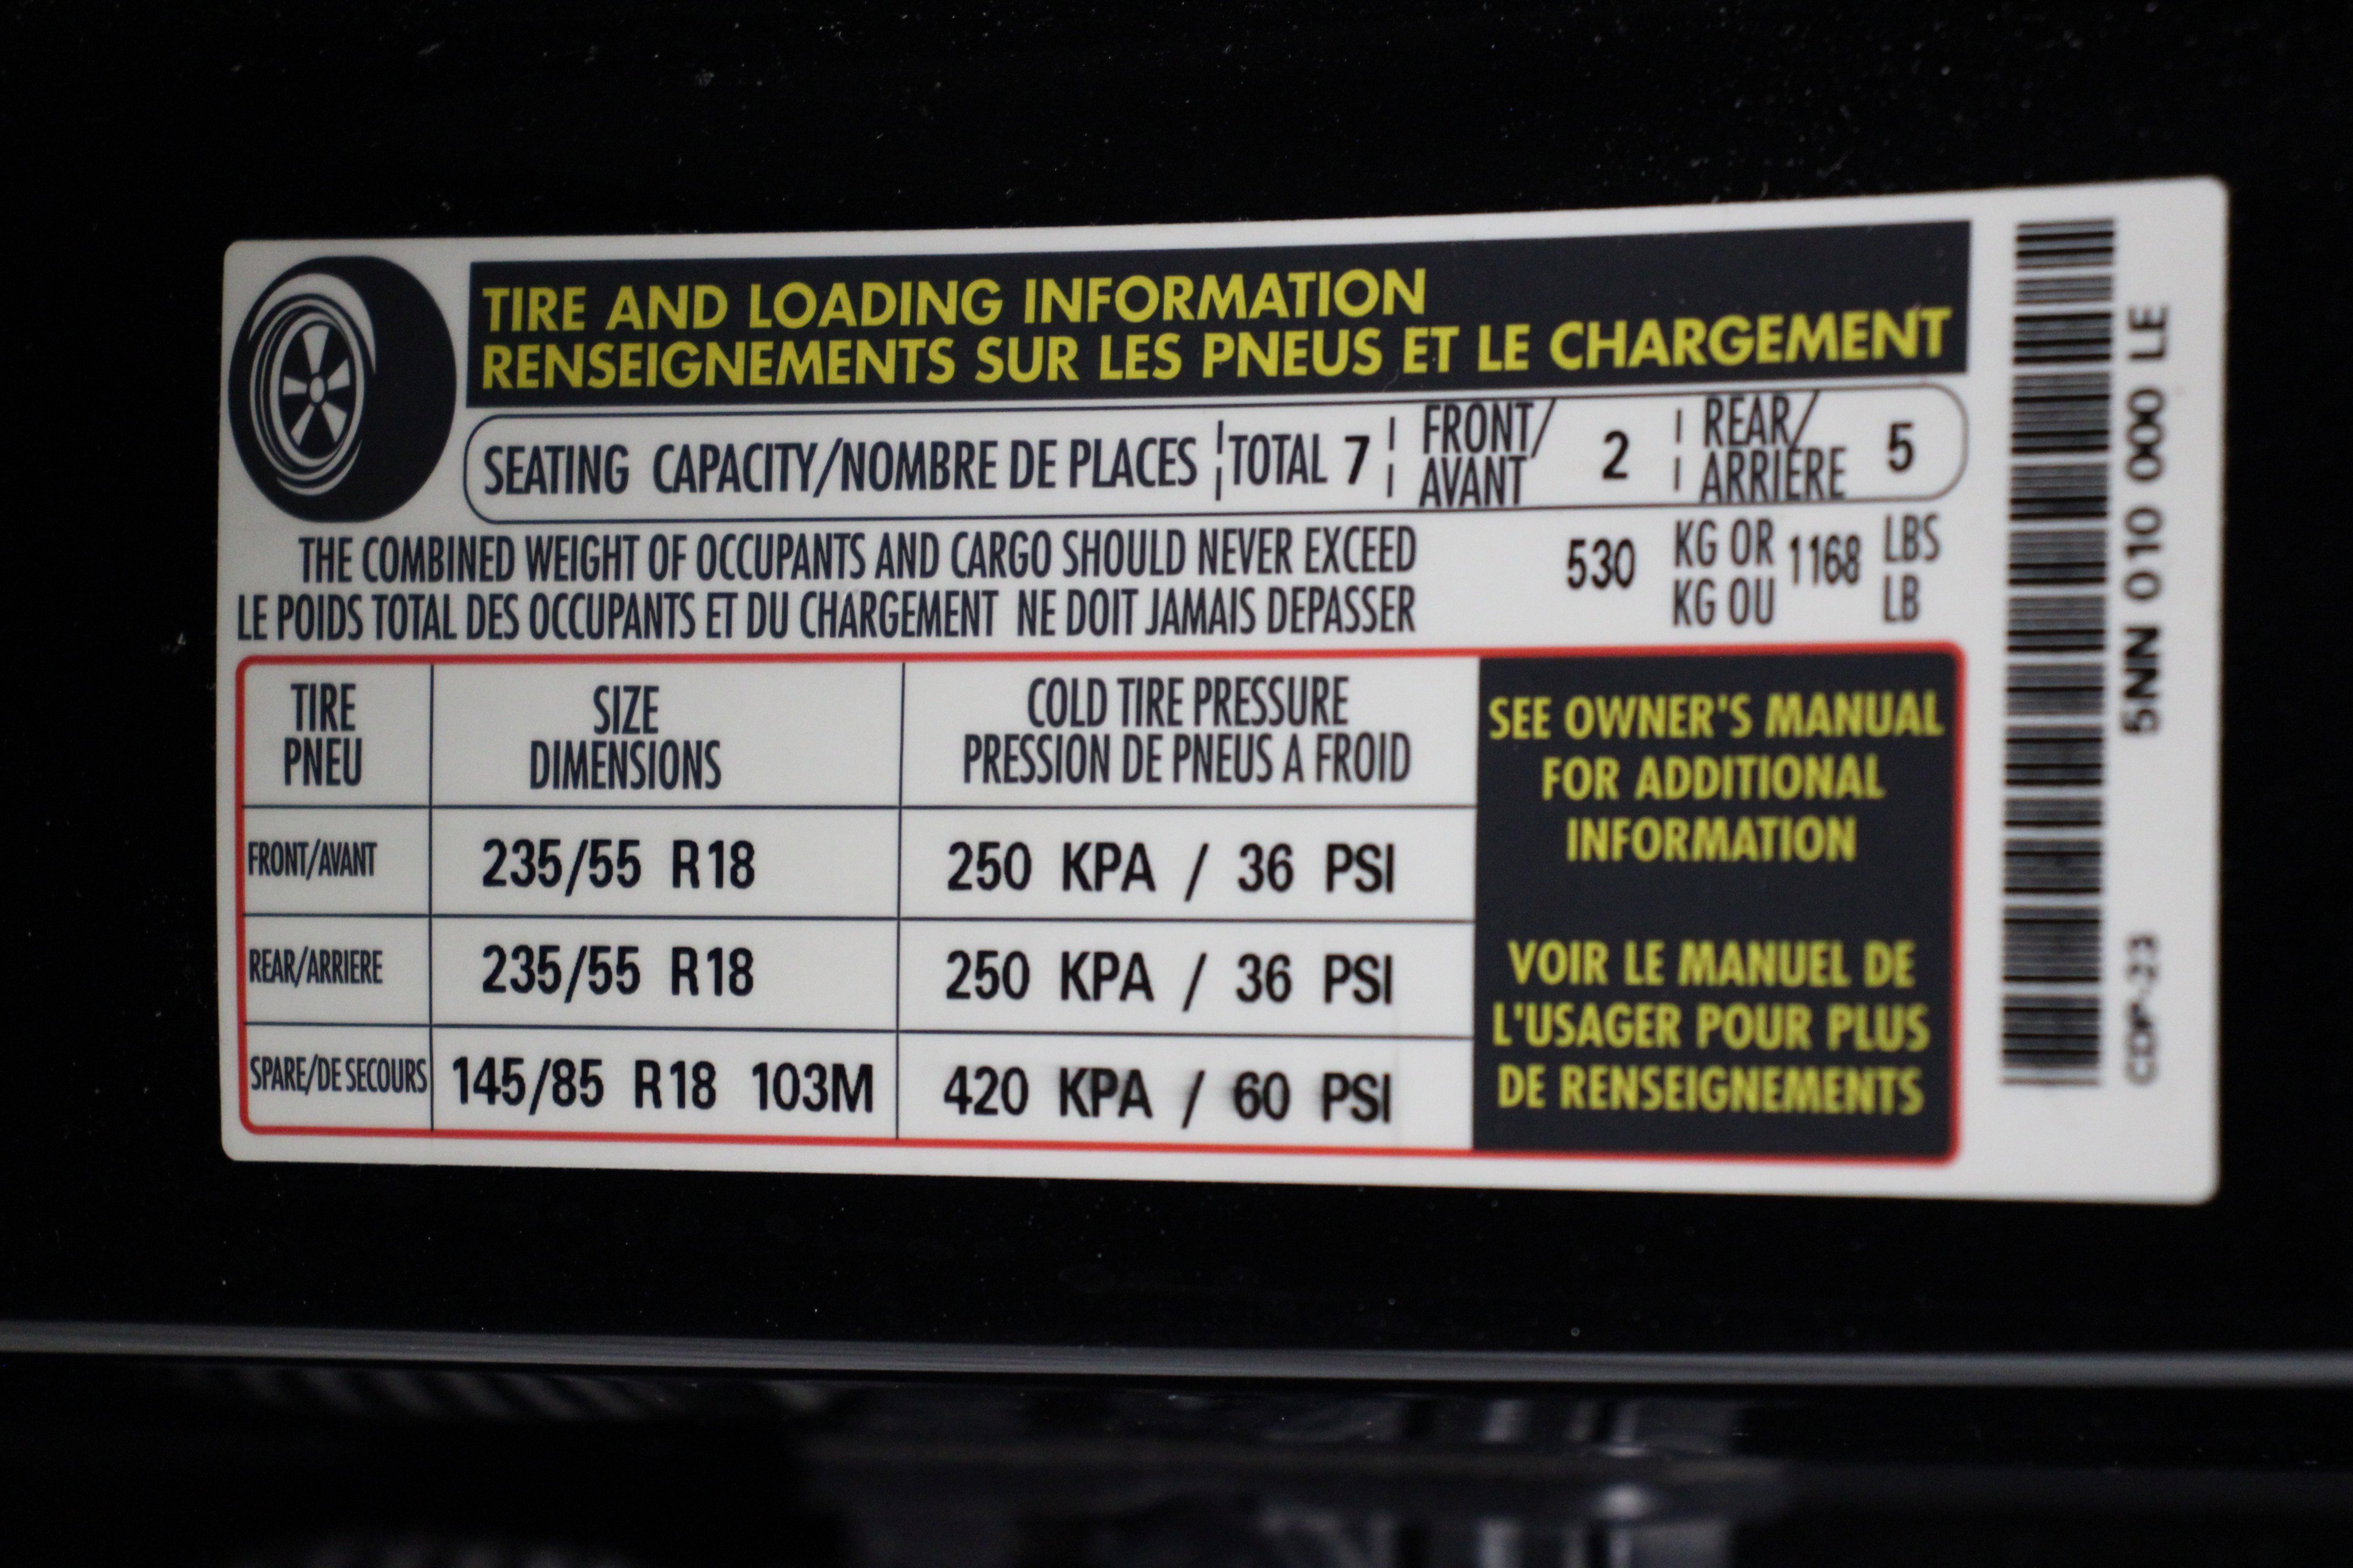 TIRE AND LOADING INFORMATION
RENSEIGNEMENTS SUR LES PNEUS ET LE CHARGEMENT
SEATING CAPACITY/NOMBRE DE PLACES TOTAL 7 FRONT/ AVANT 2 REAR/ ARRIERE 5
THE COMBINED WEIGHT OF OCCUPANTS AND CARGO SHOULD NEVER EXCEED 530 KG OR 1168 LBS
LE POIDS TOTAL DES OCCUPANTS ET DU CHARGEMENT NE DOIT JAMAIS DEPASSER KG OU LB
TIRE SIZE COLD TIRE PRESSURE
PNEU DIMENSIONS PRESSION DE PNEUS A FROID
FRONT/AVANT 235/55 R18 250 KPA / 36 PSI
REAR/ARRIERE 235/55 R18 250 KPA / 36 PSI
SPARE/DE SECOURS 145/85 R18 103M 420 KPA / 60 PSI
SEE OWNER'S MANUAL
FOR ADDITIONAL
INFORMATION
VOIR LE MANUEL DE
L'USAGER POUR PLUS
DE RENSEIGNEMENTS
5NN 010 000 LE
CDP-23